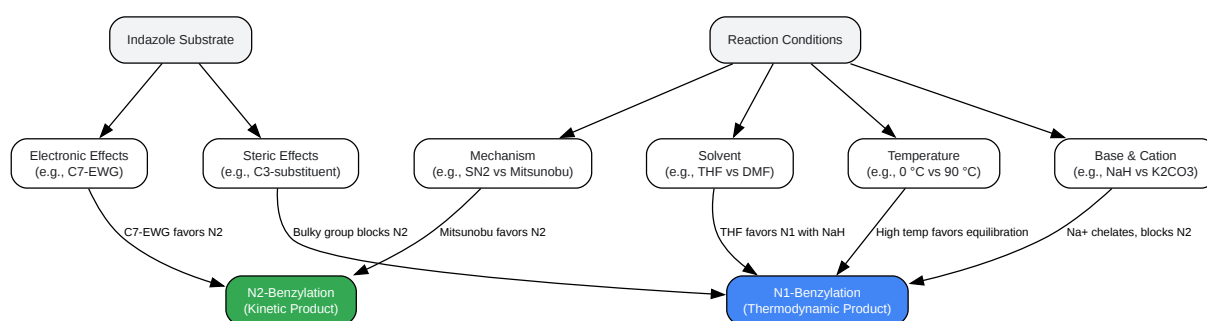 Indazole Substrate
Reaction Conditions
Electronic Effects
(e.g., C7-EWG)
Steric Effects
(e.g., C3-substituent)
Mechanism
(e.g., SN2 vs Mitsunobu)
Solvent
(e.g., THF vs DMF)
Temperature
(e.g., 0 °C vs 90 °C)
Base & Cation
(e.g., NaH vs K2CO3)
C7-EWG favors N2
Bulky group blocks N2
Mitsunobu favors N2
THF favors N1 with NaH
High temp favors equilibration
Na+ chelates, blocks N2
N2-Benzylation
(Kinetic Product)
N1-Benzylation
(Thermodynamic Product)